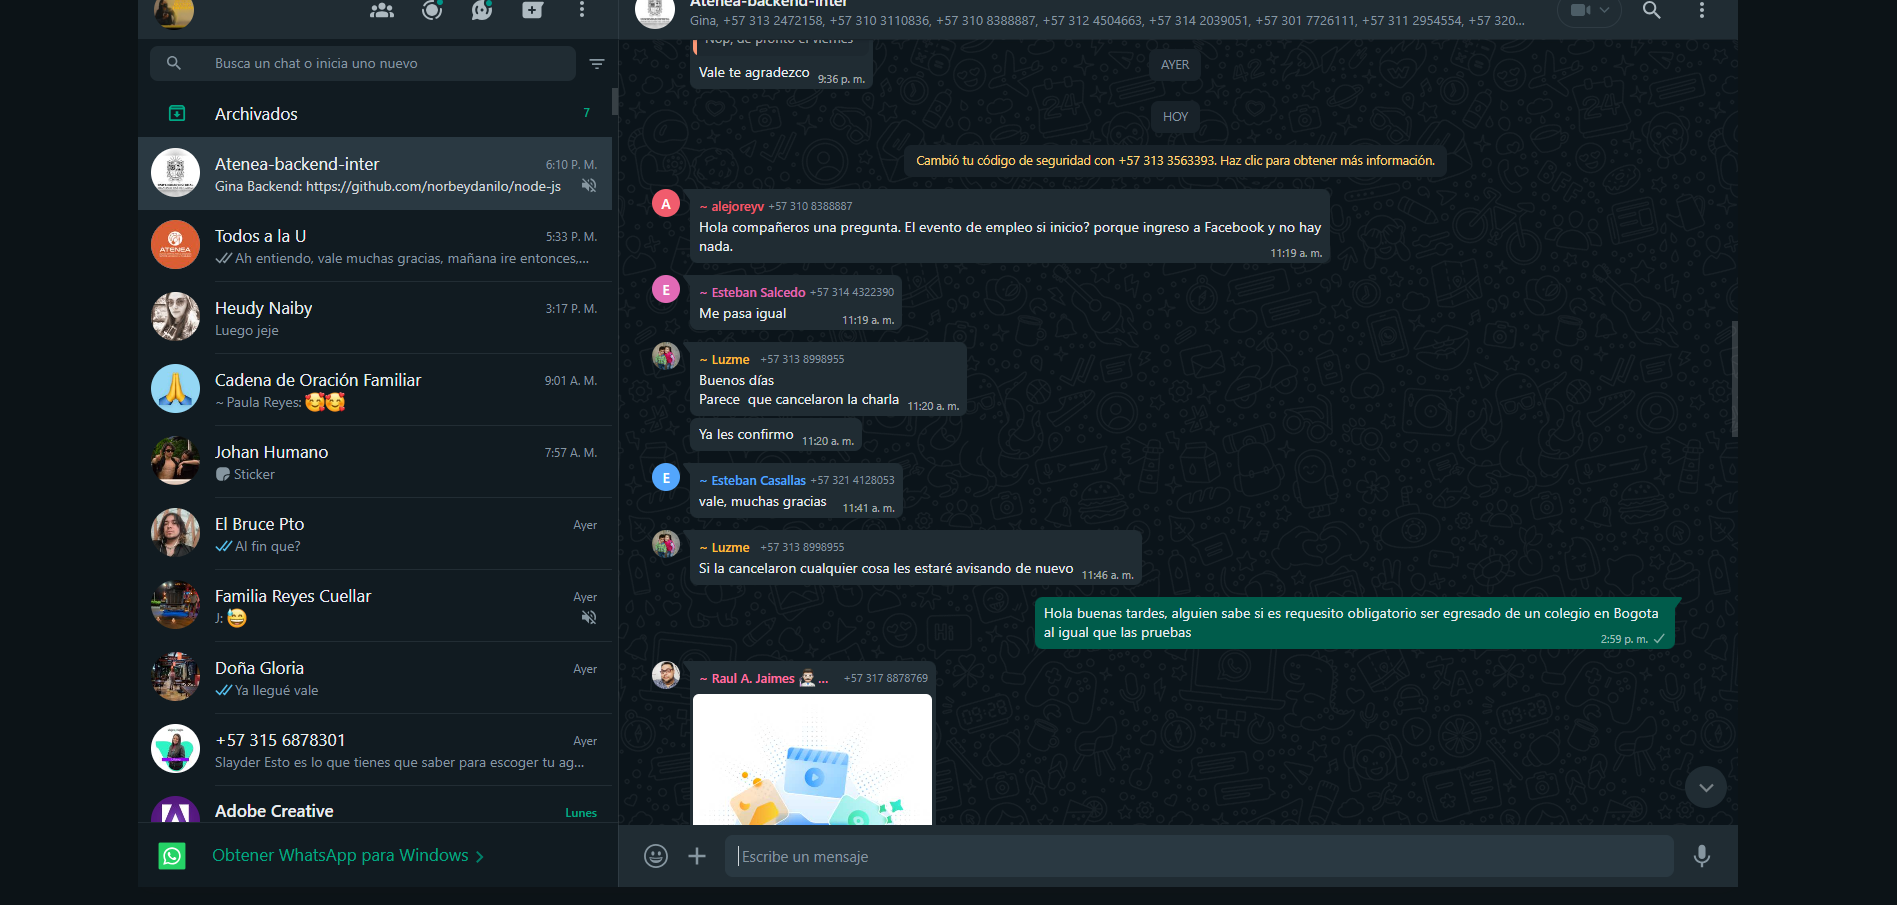 Busca un chat o inicia uno nuevo
Archivados
7
Atenea-backend-inter
6:10 P. M.
Gina Backend: https://github.com/norbeydanilo/node-js
Todos a la U
5:33 P. M.
Ah entiendo, vale muchas gracias, mañana ire entonces,...
ATENEA
Heudy Naiby
3:17 P. M.
Luego jeje
Cadena de Oración Familiar
9:01 A. M.
~ Paula Reyes: 🥰🥰
Johan Humano
7:57 A. M.
Sticker
El Bruce Pto
Ayer
Al fin que?
Familia Reyes Cuellar
Ayer
J: 😅
Doña Gloria
Ayer
Ya llegué vale
+57 315 6878301
Ayer
Slayder Esto es lo que tienes que saber para escoger tu ag...
Adobe Creative
Lunes
Obtener WhatsApp para Windows
Atenea-backend-inter
Gina, +57 313 2472158, +57 310 3110836, +57 310 8388887, +57 312 4504663, +57 314 2039051, +57 301 7726111, +57 311 2954554, +57 320...
Nop, de pronto el viernes
Vale te agradezco
9:36 p. m.
AYER
HOY
Cambió tu código de seguridad con +57 313 3563393. Haz clic para obtener más información.
A
~ alejoreyv +57 310 8388887
Hola compañeros una pregunta. El evento de empleo si inicio? porque ingreso a Facebook y no hay
nada.
11:19 a. m.
E
~ Esteban Salcedo +57 314 4322390
Me pasa igual
11:19 a. m.
~ Luzme +57 313 8998955
Buenos días
Parece que cancelaron la charla
11:20 a. m.
Ya les confirmo
11:20 a. m.
E
~ Esteban Casallas +57 321 4128053
vale, muchas gracias
11:41 a. m.
~ Luzme +57 313 8998955
Si la cancelaron cualquier cosa les estaré avisando de nuevo
11:46 a. m.
Hola buenas tardes, alguien sabe si es requesito obligatorio ser egresado de un colegio en Bogota
al igual que las pruebas
2:59 p. m.
~ Raul A. Jaimes 👨🏻‍... +57 317 8878769
Escribe un mensaje